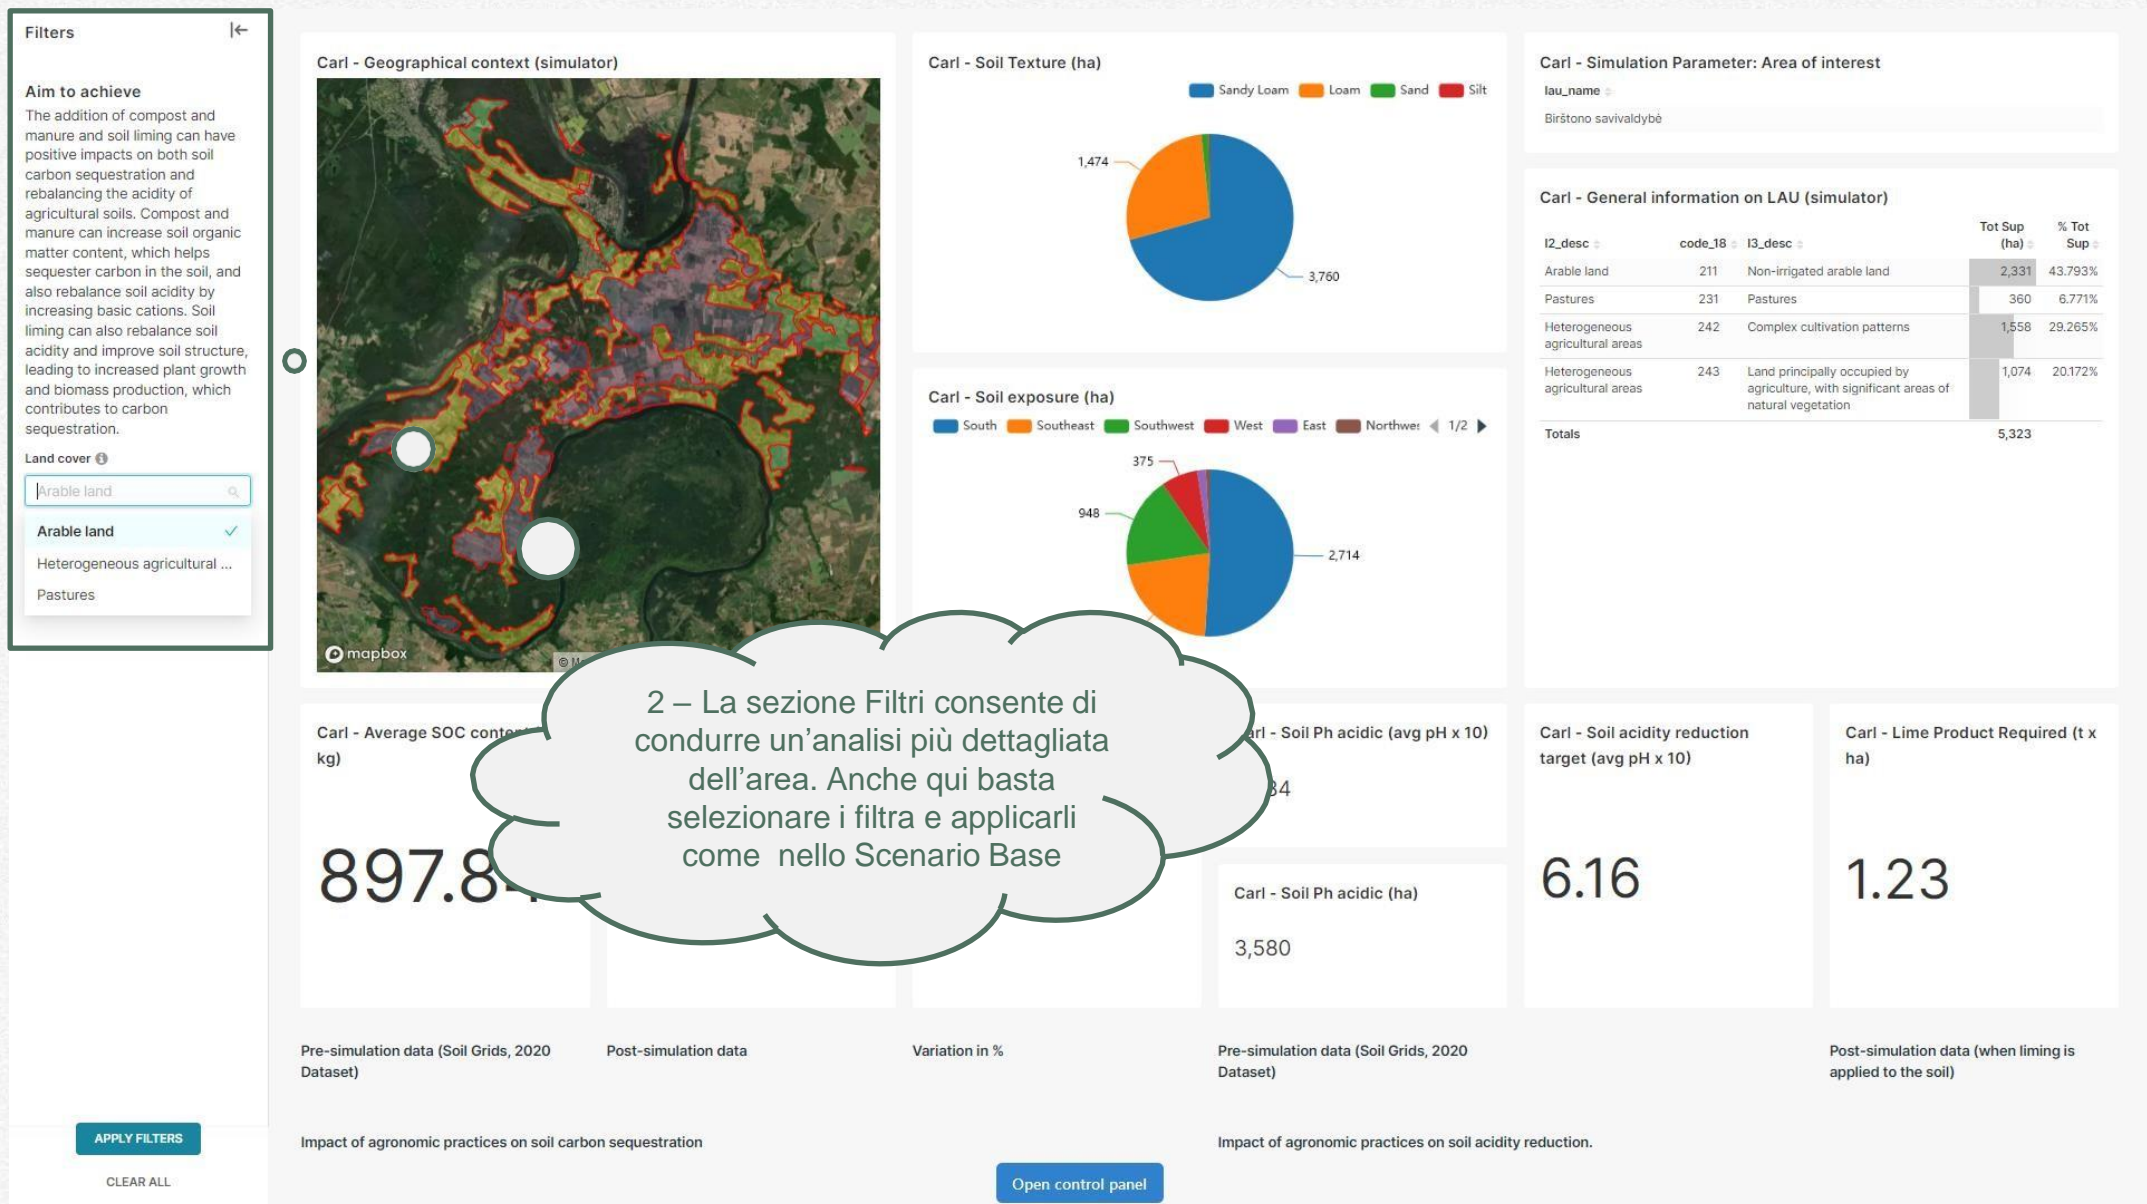 Filters
Aim to achieve
The addition of compost and
manure and soil liming can have
positive impacts on both soil
carbon sequestration and
rebalancing the acidity of
agricultural soils. Compost and
manure can increase soil organic
matter content, which helps
sequester carbon in the soil, and
also rebalance soil acidity by
increasing basic cations. Soil
liming can also rebalance soil
acidity and improve soil structure,
leading to increased plant growth
and biomass production, which
contributes to carbon
sequestration.
Land cover
Arable land
Arable land
Heterogeneous agricultural ...
Pastures
APPLY FILTERS
CLEAR ALL
Carl - Geographical context (simulator)
mapbox
Carl - Soil Texture (ha)
Sandy Loam Loam Sand Silt
1,474
3,760
Carl - Soil exposure (ha)
South Southeast Southwest West East 1/2
375
948
2,714
Carl - Simulation Parameter: Area of interest
lau_name
Birštono savivaldybė
Carl - General information on LAU (simulator)
l2_desc code_18 l3_desc Tot Sup (ha) % Tot Sup
Arable land 211 Non-irrigated arable land 2,331 43.793%
Pastures 231 Pastures 360 6.771%
Heterogeneous agricultural areas 242 Complex cultivation patterns 1,558 29.265%
Heterogeneous agricultural areas 243 Land principally occupied by agriculture, with significant areas of natural vegetation 1,074 20.172%
Totals 5,323
2 – La sezione Filtri consente di
condurre un’analisi più dettagliata
dell’area. Anche qui basta
selezionare i filtra e applicarli
come nello Scenario Base
Carl - Average SOC
kg)
- Soil Ph acidic (avg pH x 10)
Carl - Soil Ph acidic (ha)
3,580
Carl - Soil acidity reduction
target (avg pH x 10)
6.16
Carl - Lime Product Required (t x
ha)
1.23
Pre-simulation data (Soil Grids, 2020
Dataset)
Post-simulation data
Variation in %
Pre-simulation data (Soil Grids, 2020
Dataset)
Post-simulation data (when liming is
applied to the soil)
Impact of agronomic practices on soil carbon sequestration
Impact of agronomic practices on soil acidity reduction.
Open control panel